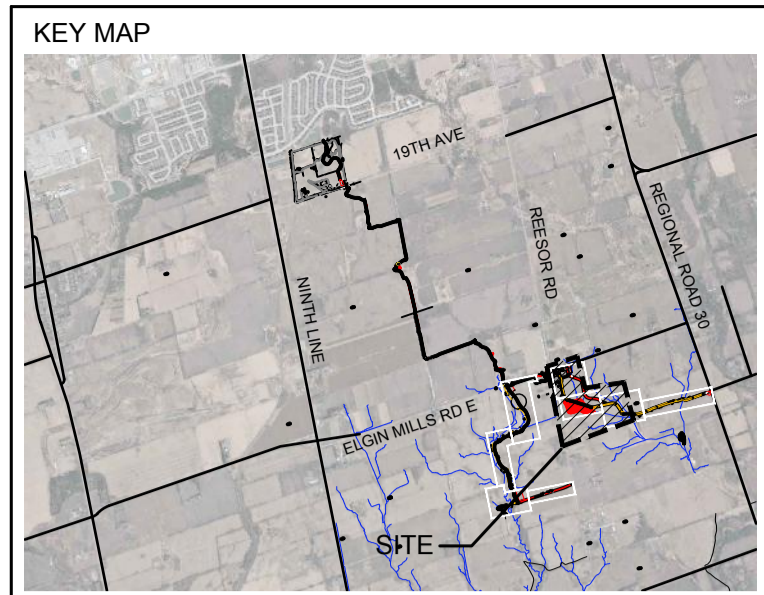 KEY MAP
19TH AVE
REESOR RD
REGIONAL ROAD 30
NINTH LINE
ELGIN MILLS RD E
SITE